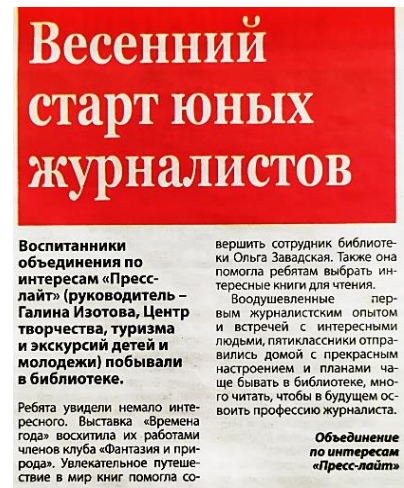 Весенний
старт юных
журналистов
Воспитанники
объединения по
интересам «Пресс-
лайт» (руководитель –
Галина Изотова, Центр
творчества, туризма
и экскурсий детей и
молодежи) побывали
в библиотеке.
Ребята увидели немало инте-
ресного. Выставка «Времена
года» восхитила их работами
членов клуба «Фантазия и при-
рода». Увлекательное путеше-
ствие в мир книг помогла со-
вершить сотрудник библиоте-
ки Ольга Завадская. Также она
помогла ребятам выбрать ин-
тересные книги для чтения.
Воодушевленные пер-
вым журналистским опытом
и встречей с интересными
людьми, пятиклассники отпра-
вились домой с прекрасным
настроением и планами ча-
ще бывать в библиотеке, мно-
го читать, чтобы в будущем ос-
воить профессию журналиста.
Объединение
по интересам
«Пресс-лайт»